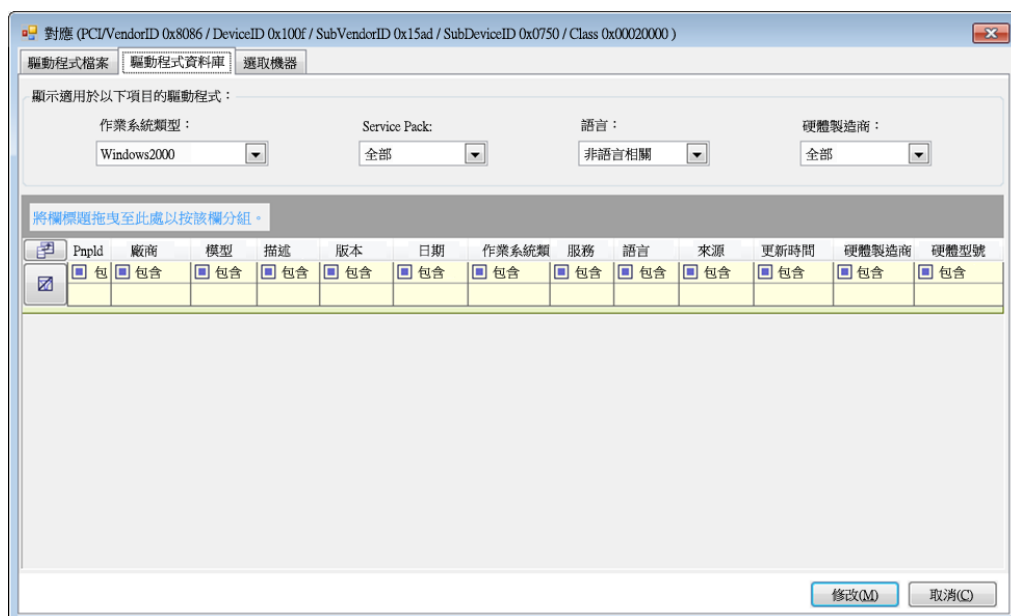 對應 (PCI/VendorID 0x8086 / DeviceID 0x100f / SubVendorID 0x15ad / SubDeviceID 0x0750 / Class 0x00020000 )
驅動程式檔案 驅動程式資料庫 選取機器
顯示適用於以下項目的驅動程式：
作業系統類型： Service Pack: 語言： 硬體製造商：
Windows2000 全部 非語言相關 全部
將欄標題拖曳至此處以按該欄分組。
PnpId 廠商 模型 描述 版本 日期 作業系統類 服務 語言 來源 更新時間 硬體製造商 硬體型號
包 包含 包含 包含 包含 包含 包含 包含 包含 包含 包含 包含 包含
修改(M) 取消(C)